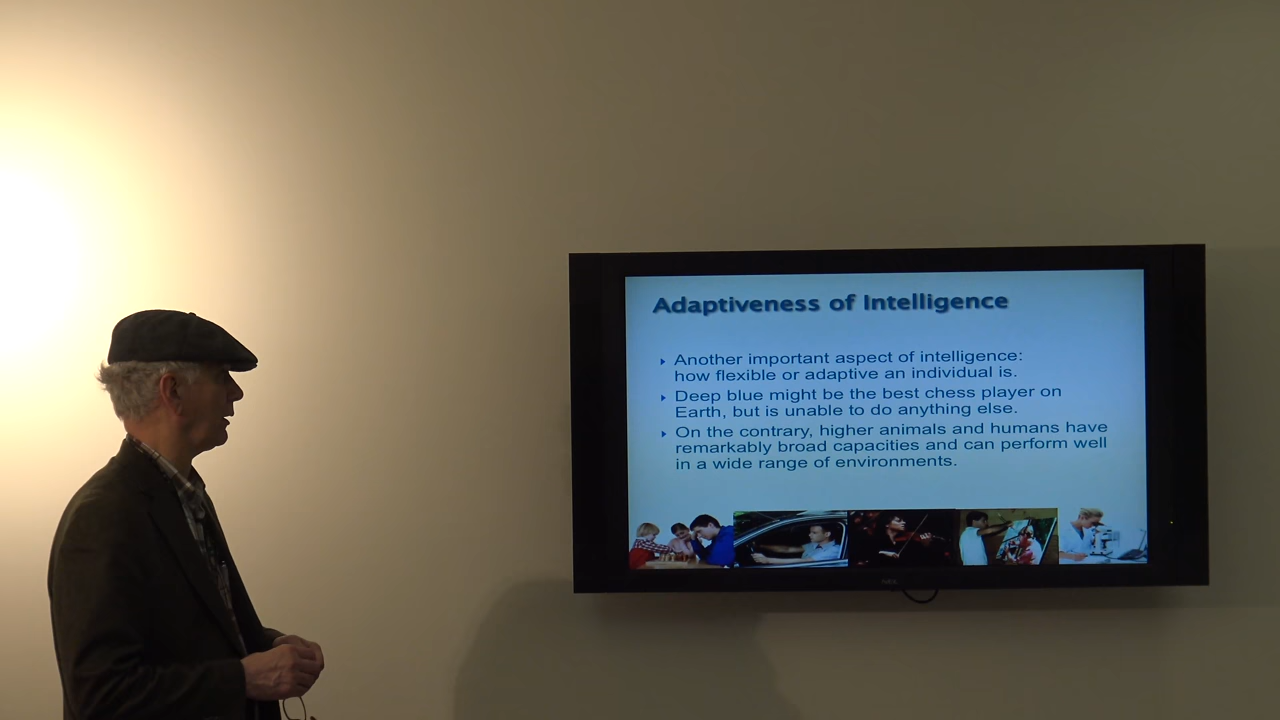 Adaptiveness of Intelligence
Another important aspect of intelligence:
how flexible or adaptive an individual is.
Deep blue might be the best chess player on
Earth, but is unable to do anything else.
On the contrary, higher animals and humans have
remarkably broad capacities and can perform well
in a wide range of environments.
NEC